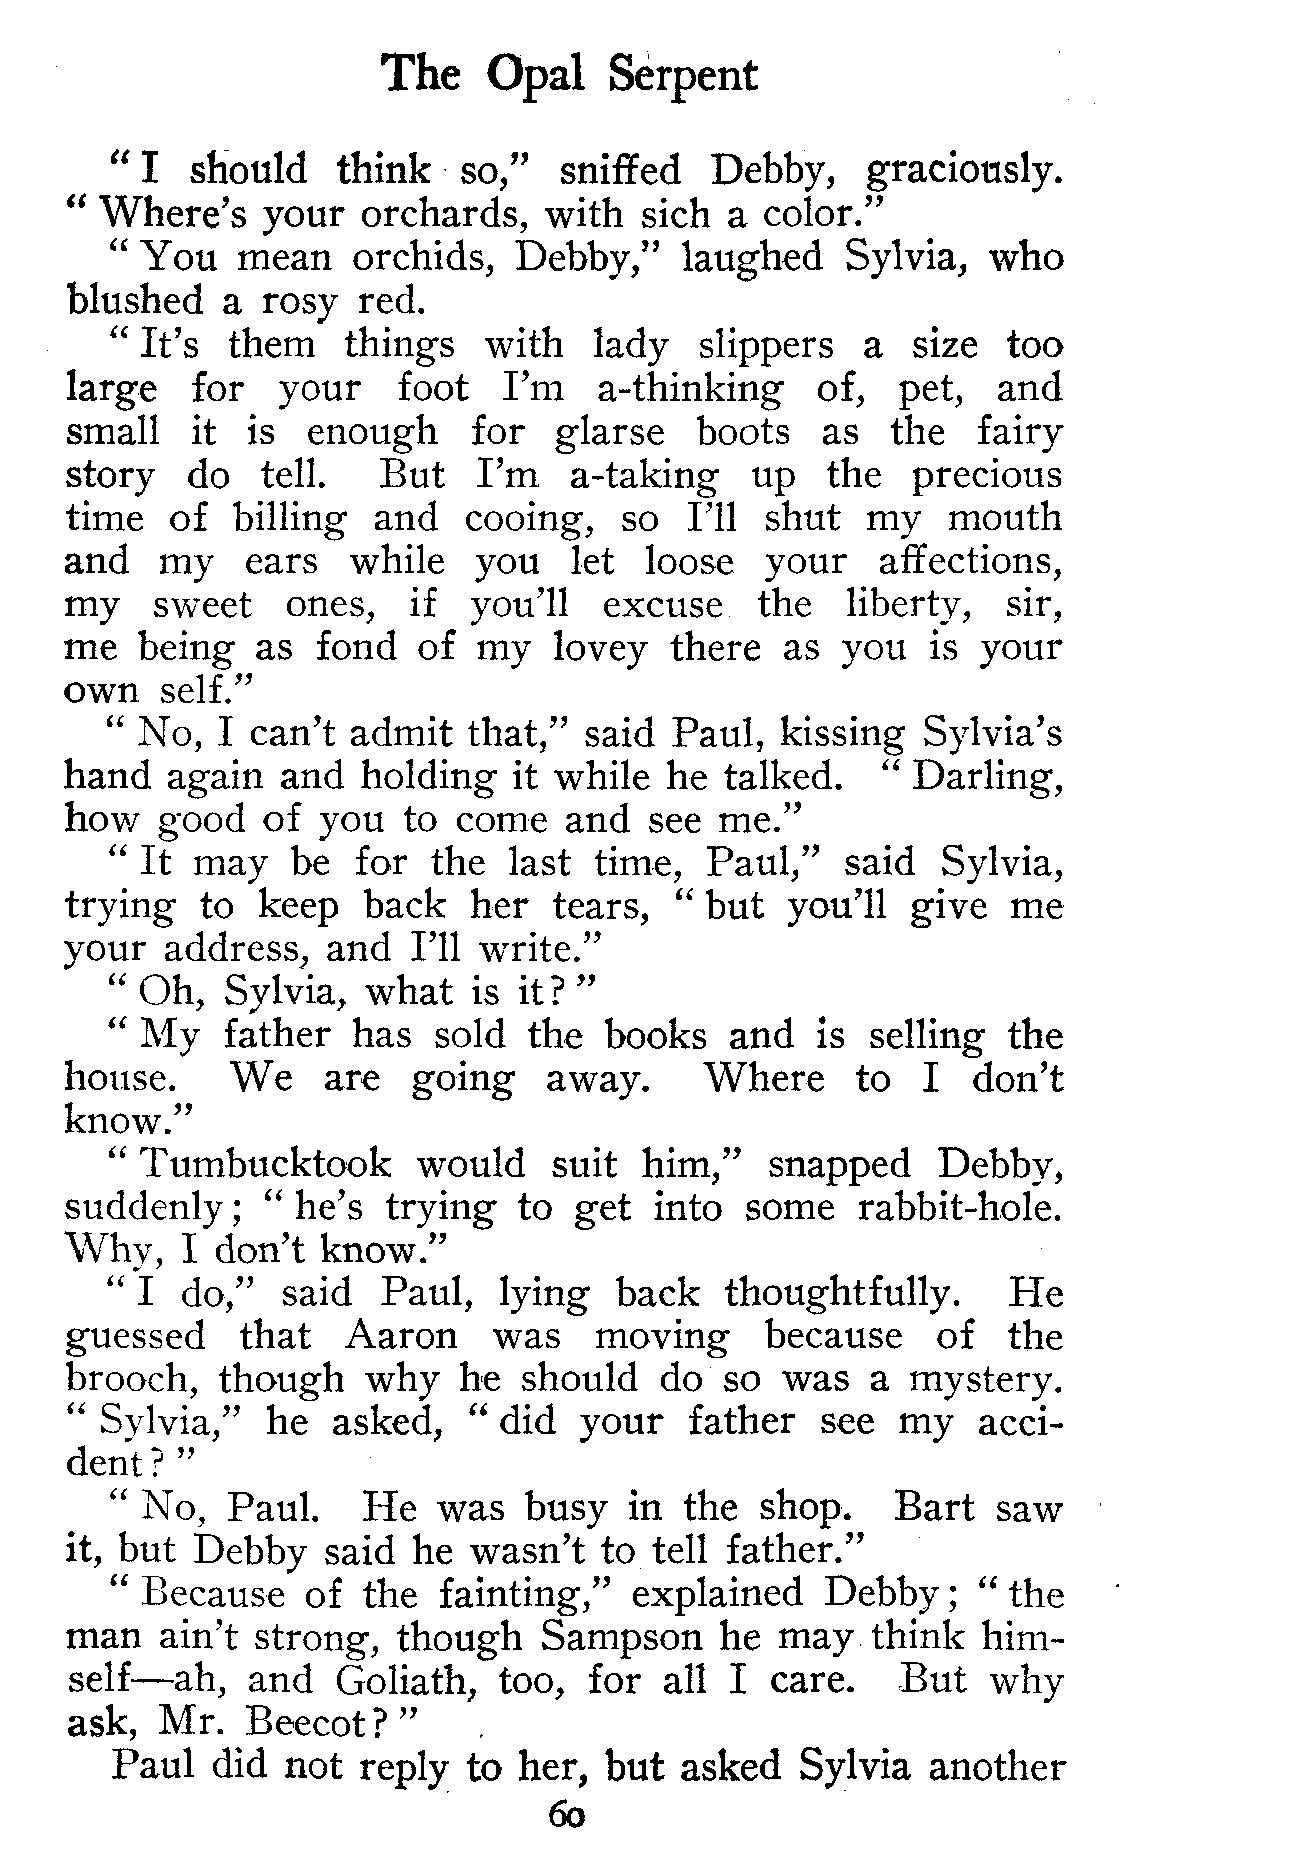 The Opal Serpent
" I should think so," sniffed Debby, graciously.
" Where's your orchards, with sich a color."
" You mean orchids, Debby," laughed Sylvia, who
blushed a rosy red.
" It's them things with lady slippers a size too
large for your foot I'm a-thinking of, pet, and
small it is enough for glarse boots as the fairy
story do tell. But I'm a-taking up the precious
time of billing and cooing, so I'll shut my mouth
and my ears while you let loose your affections,
my sweet ones, if you'll excuse the liberty, sir,
me being as fond of my lovey there as you is your
own self."
" No, I can't admit that," said Paul, kissing Sylvia's
hand again and holding it while he talked. " Darling,
how good of you to come and see me."
" It may be for the last time, Paul," said Sylvia,
trying to keep back her tears, " but you'll give me
your address, and I'll write."
" Oh, Sylvia, what is it? "
" My father has sold the books and is selling the
house. We are going away. Where to I don't
know."
" Tumbucktook would suit him," snapped Debby,
suddenly; " he's trying to get into some rabbit-hole.
Why, I don't know."
" I do," said Paul, lying back thoughtfully. He
guessed that Aaron was moving because of the
brooch, though why he should do so was a mystery.
" Sylvia," he asked, " did your father see my acci-
dent? "
" No, Paul. He was busy in the shop. Bart saw
it, but Debby said he wasn't to tell father."
" Because of the fainting," explained Debby; " the
man ain't strong, though Sampson he may think him-
self—ah, and Goliath, too, for all I care. But why
ask, Mr. Beecot? "
Paul did not reply to her, but asked Sylvia another
60